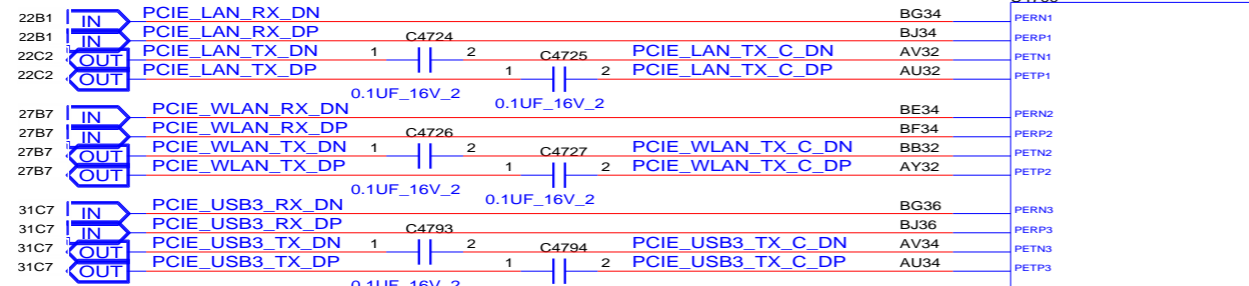 22B1 IN PCIE_LAN_RX_DN BG34 PERN1
22B1 IN PCIE_LAN_RX_DP BJ34 PERP1
22C2 OUT PCIE_LAN_TX_DN 1 C4724 2 PCIE_LAN_TX_C_DN AV32 PETN1
22C2 OUT PCIE_LAN_TX_DP 1 C4725 2 PCIE_LAN_TX_C_DP AU32 PETP1
0.1UF_16V_2 0.1UF_16V_2
27B7 IN PCIE_WLAN_RX_DN BE34 PERN2
27B7 IN PCIE_WLAN_RX_DP BF34 PERP2
27B7 OUT PCIE_WLAN_TX_DN 1 C4726 2 PCIE_WLAN_TX_C_DN BB32 PETN2
27B7 OUT PCIE_WLAN_TX_DP 1 C4727 2 PCIE_WLAN_TX_C_DP AY32 PETP2
0.1UF_16V_2 0.1UF_16V_2
31C7 IN PCIE_USB3_RX_DN BG36 PERN3
31C7 IN PCIE_USB3_RX_DP BJ36 PERP3
31C7 OUT PCIE_USB3_TX_DN 1 C4793 2 PCIE_USB3_TX_C_DN AV34 PETN3
31C7 OUT PCIE_USB3_TX_DP 1 C4794 2 PCIE_USB3_TX_C_DP AU34 PETP3
0.1UF_16V_2